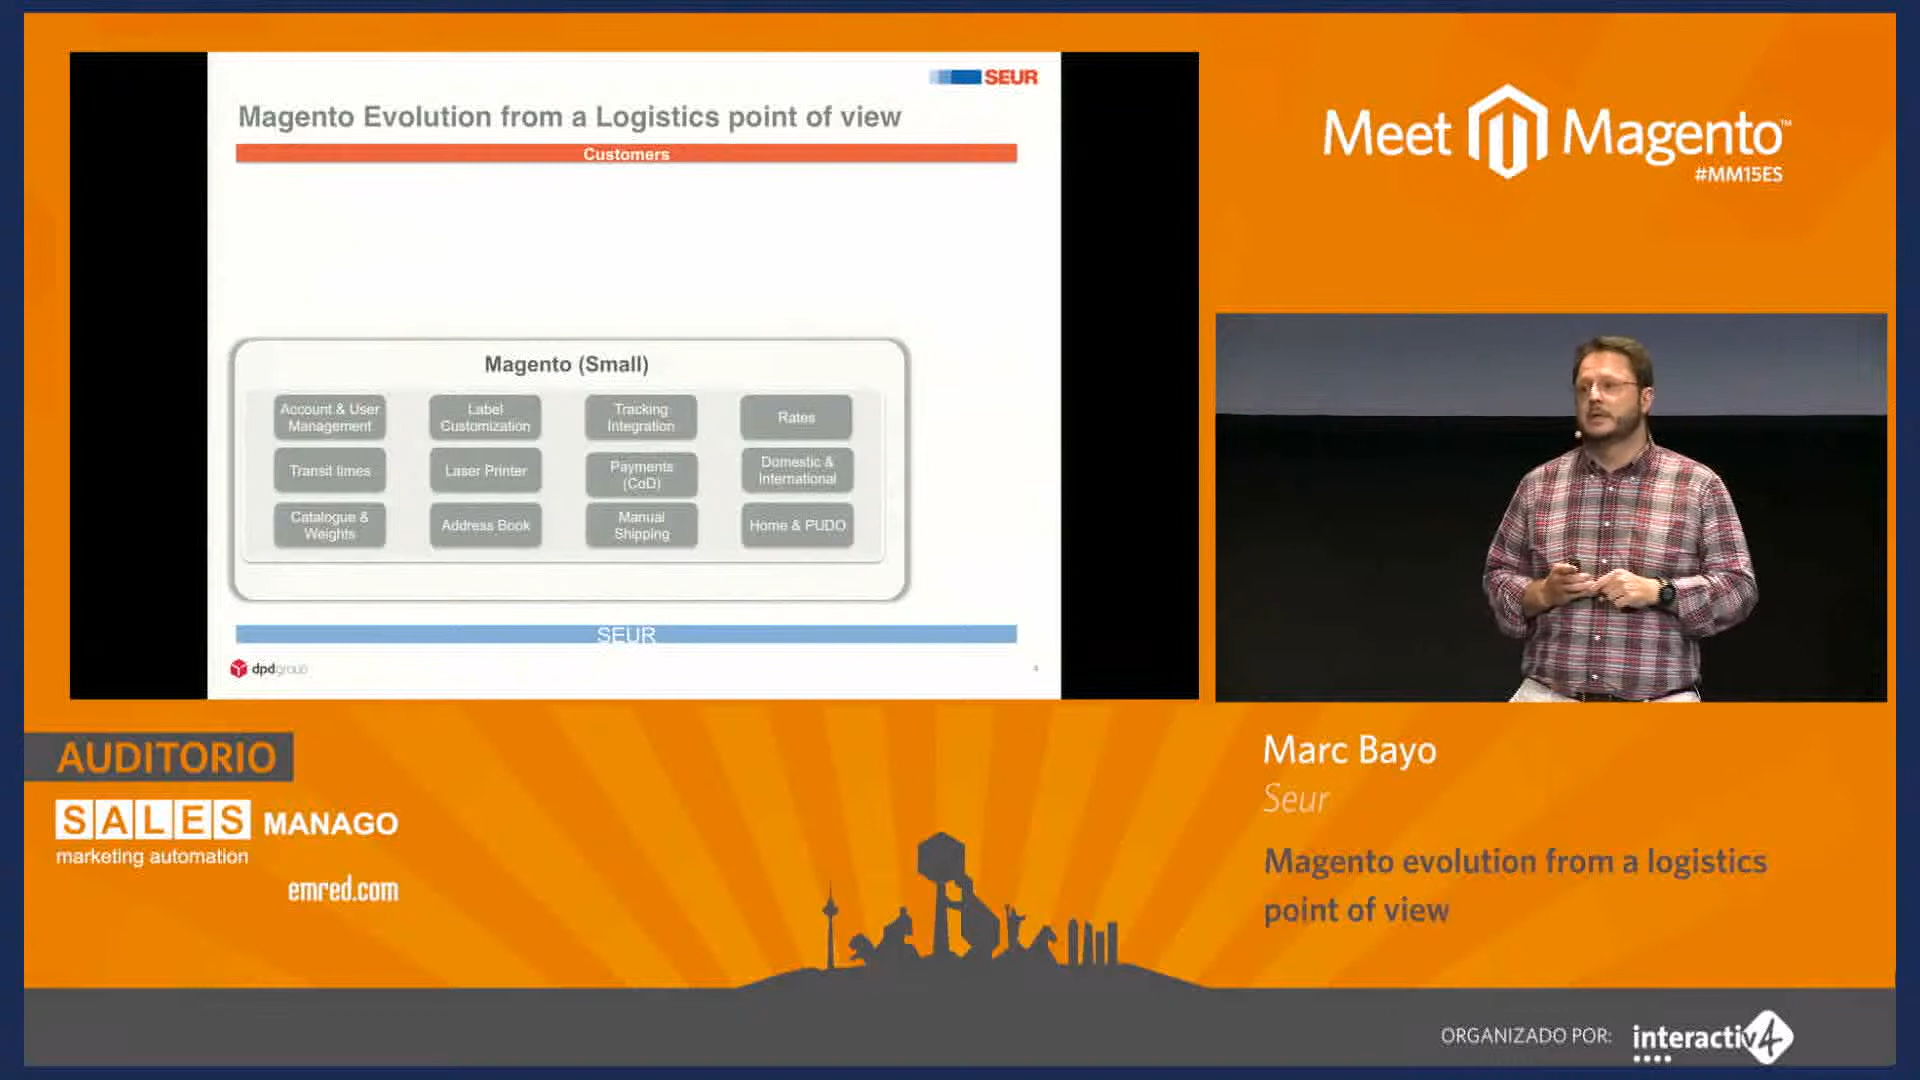 SEUR
Magento Evolution from a Logistics point of view
Customers
Magento (Small)
Account & User
Management
Label
Customization
Tracking
Integration
Rates
Transit times
Laser Printer
Payments
(CoD)
Domestic &
International
Catalogue &
Weights
Address Book
Manual
Shipping
Home & PUDO
SEUR
dpdgroup
4
Meet Magento™
#MM15ES
AUDITORIO
SALES MANAGO
marketing automation
emred.com
Marc Bayo
Seur
Magento evolution from a logistics
point of view
ORGANIZADO POR: interactiv4